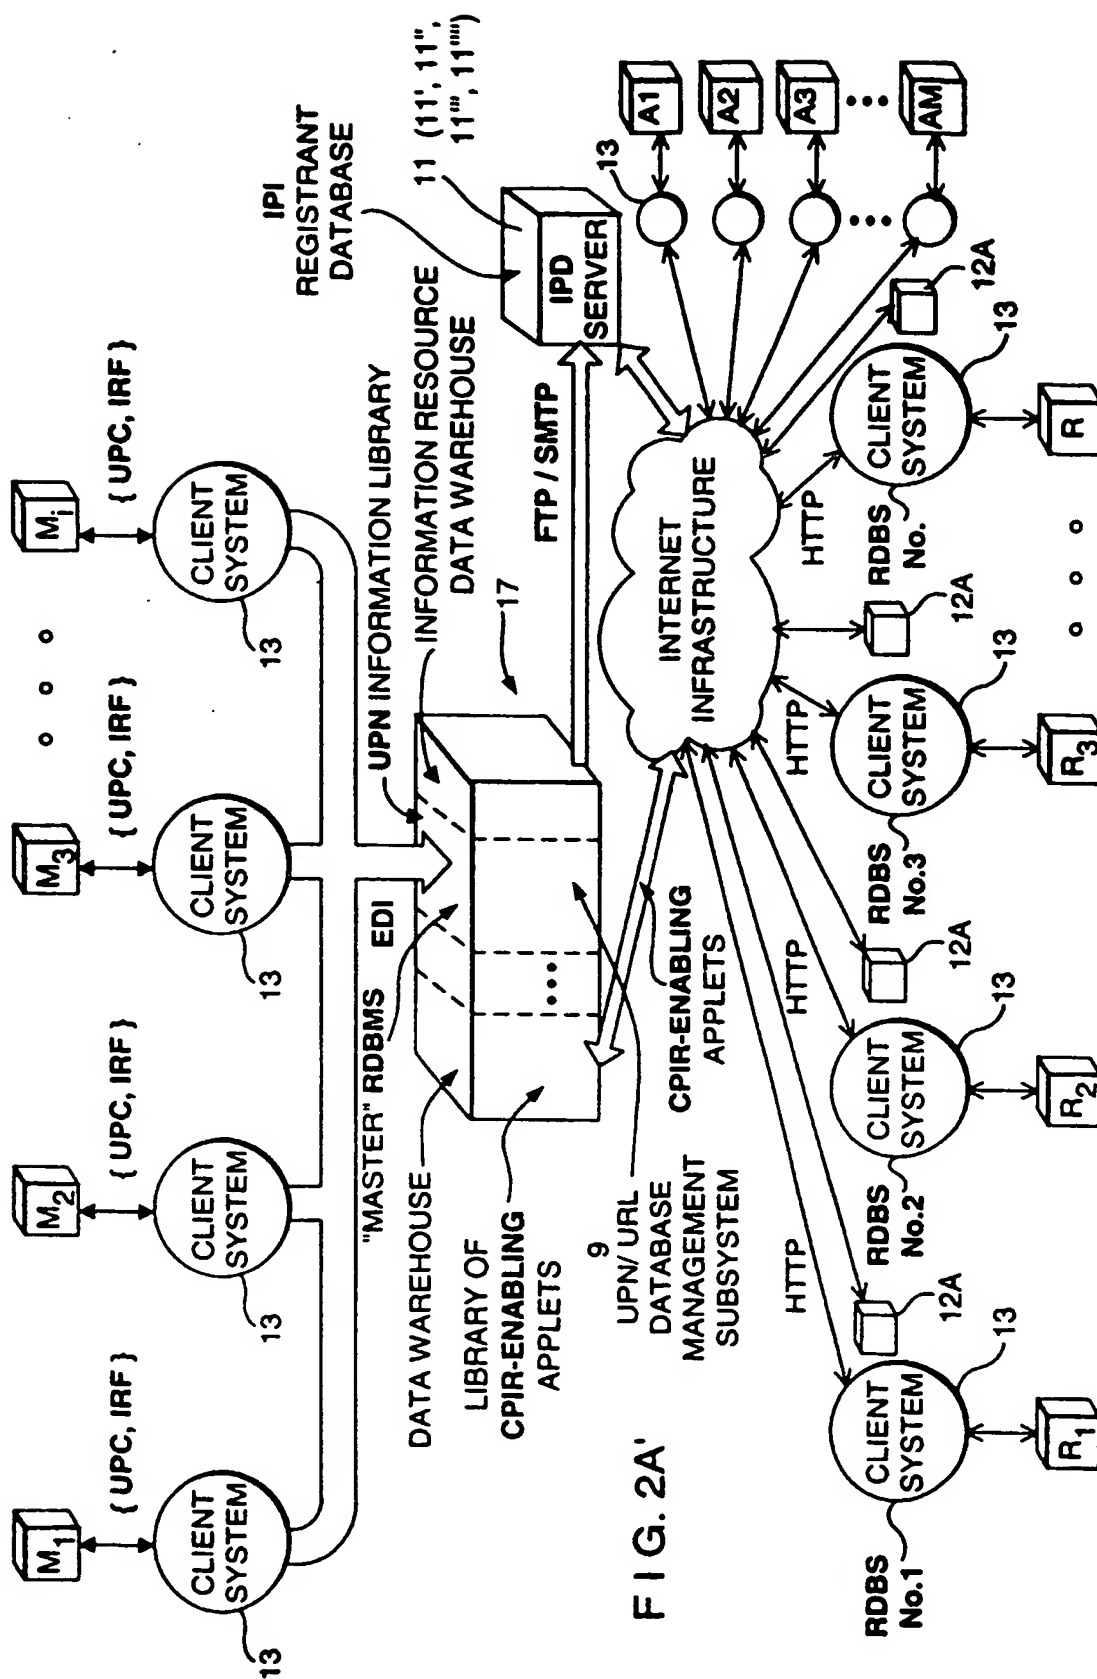 M1
M2
M3
Mi
{UPC, IRF}
{UPC, IRF}
{UPC, IRF}
{UPC, IRF}
CLIENT
SYSTEM
CLIENT
SYSTEM
CLIENT
SYSTEM
CLIENT
SYSTEM
13
13
13
13
EDI
"MASTER" RDBMS
DATA WAREHOUSE
LIBRARY OF
CPIR-ENABLING
APPLETS
UPN INFORMATION LIBRARY
INFORMATION RESOURCE
DATA WAREHOUSE
17
IPI
REGISTRANT
DATABASE
11 (11', 11",
11"', 11"")
IPD
SERVER
FTP / SMTP
9
UPN/ URL
DATABASE
MANAGEMENT
SUBSYSTEM
CPIR-ENABLING
APPLETS
INTERNET
INFRASTRUCTURE
13
A1
A2
A3
AM
HTTP
HTTP
HTTP
HTTP
12A
12A
12A
12A
RDBS
No.1
RDBS
No.2
RDBS
No.3
RDBS
No.
CLIENT
SYSTEM
CLIENT
SYSTEM
CLIENT
SYSTEM
CLIENT
SYSTEM
13
13
13
13
R1
R2
R3
R
FIG. 2A'